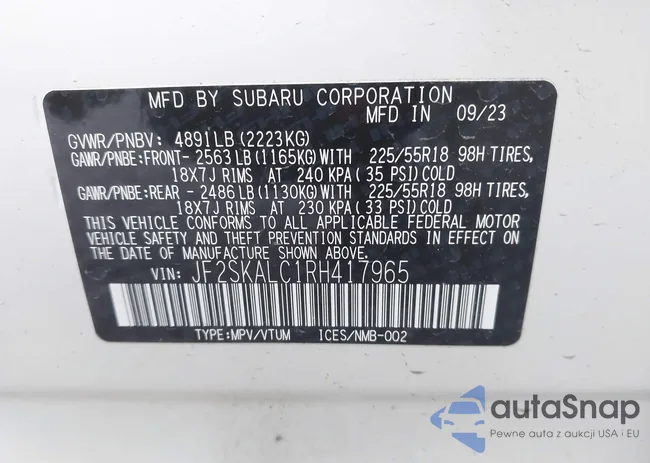 MFD BY SUBARU CORPORATION
MFD IN 09/23
GVWR/PNBV: 4891LB(2223KG)
GAWR/PNBE:FRONT- 2563LB(1165KG)WITH 225/55R18 98H TIRES,
18X7J RIMS AT 240 KPA( 35 PSI)COLD
GAWR/PNBE:REAR - 2486LB(1130KG)WITH 225/55R18 98H TIRES,
18X7J RIMS AT 230 KPA( 33 PSI)COLD
THIS VEHICLE CONFORMS TO ALL APPLICABLE FEDERAL MOTOR
VEHICLE SAFETY AND THEFT PREVENTION STANDARDS IN EFFECT ON
THE DATE OF MANUFACTURE SHOWN ABOVE.
VIN: JF2SKALC1RH417965
TYPE:MPV/VTUM ICES/NMB-002
autaSnap
Pewne auta z aukcji USA i EU